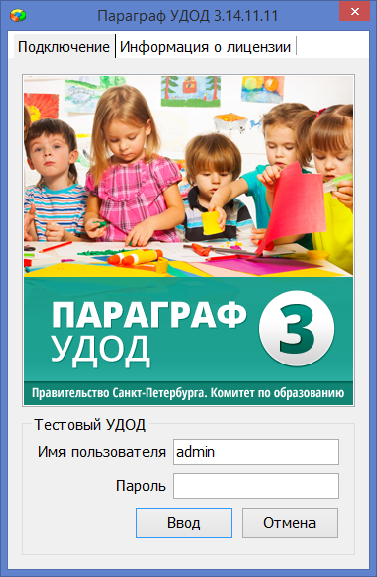 Параграф УДОД 3.14.11.11
Подключение
Информация о лицензии
ПАРАГРАФ 3
УДОД
Правительство Санкт-Петербурга. Комитет по образованию
Тестовый УДОД
Имя пользователя admin
Пароль
Ввод
Отмена